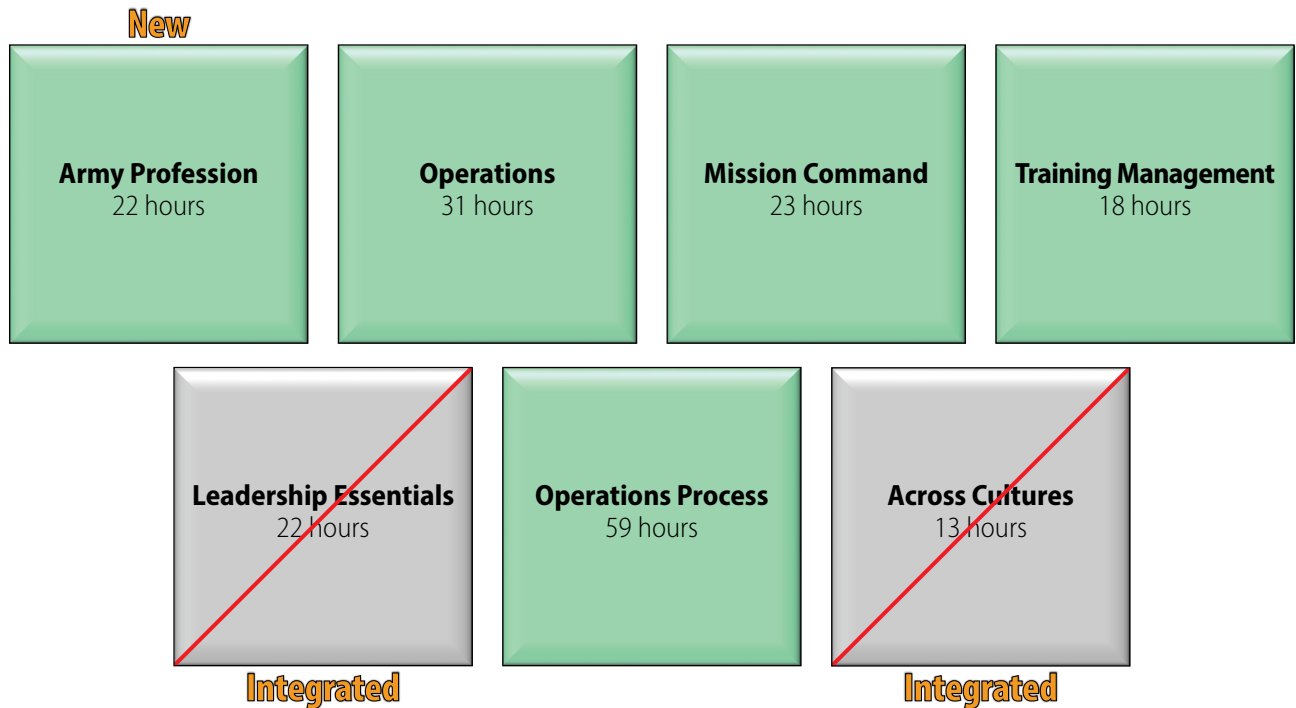 New
Army Profession
22 hours
Operations
31 hours
Mission Command
23 hours
Training Management
18 hours
Leadership Essentials
22 hours
Operations Process
59 hours
Across Cultures
13 hours
Integrated
Integrated